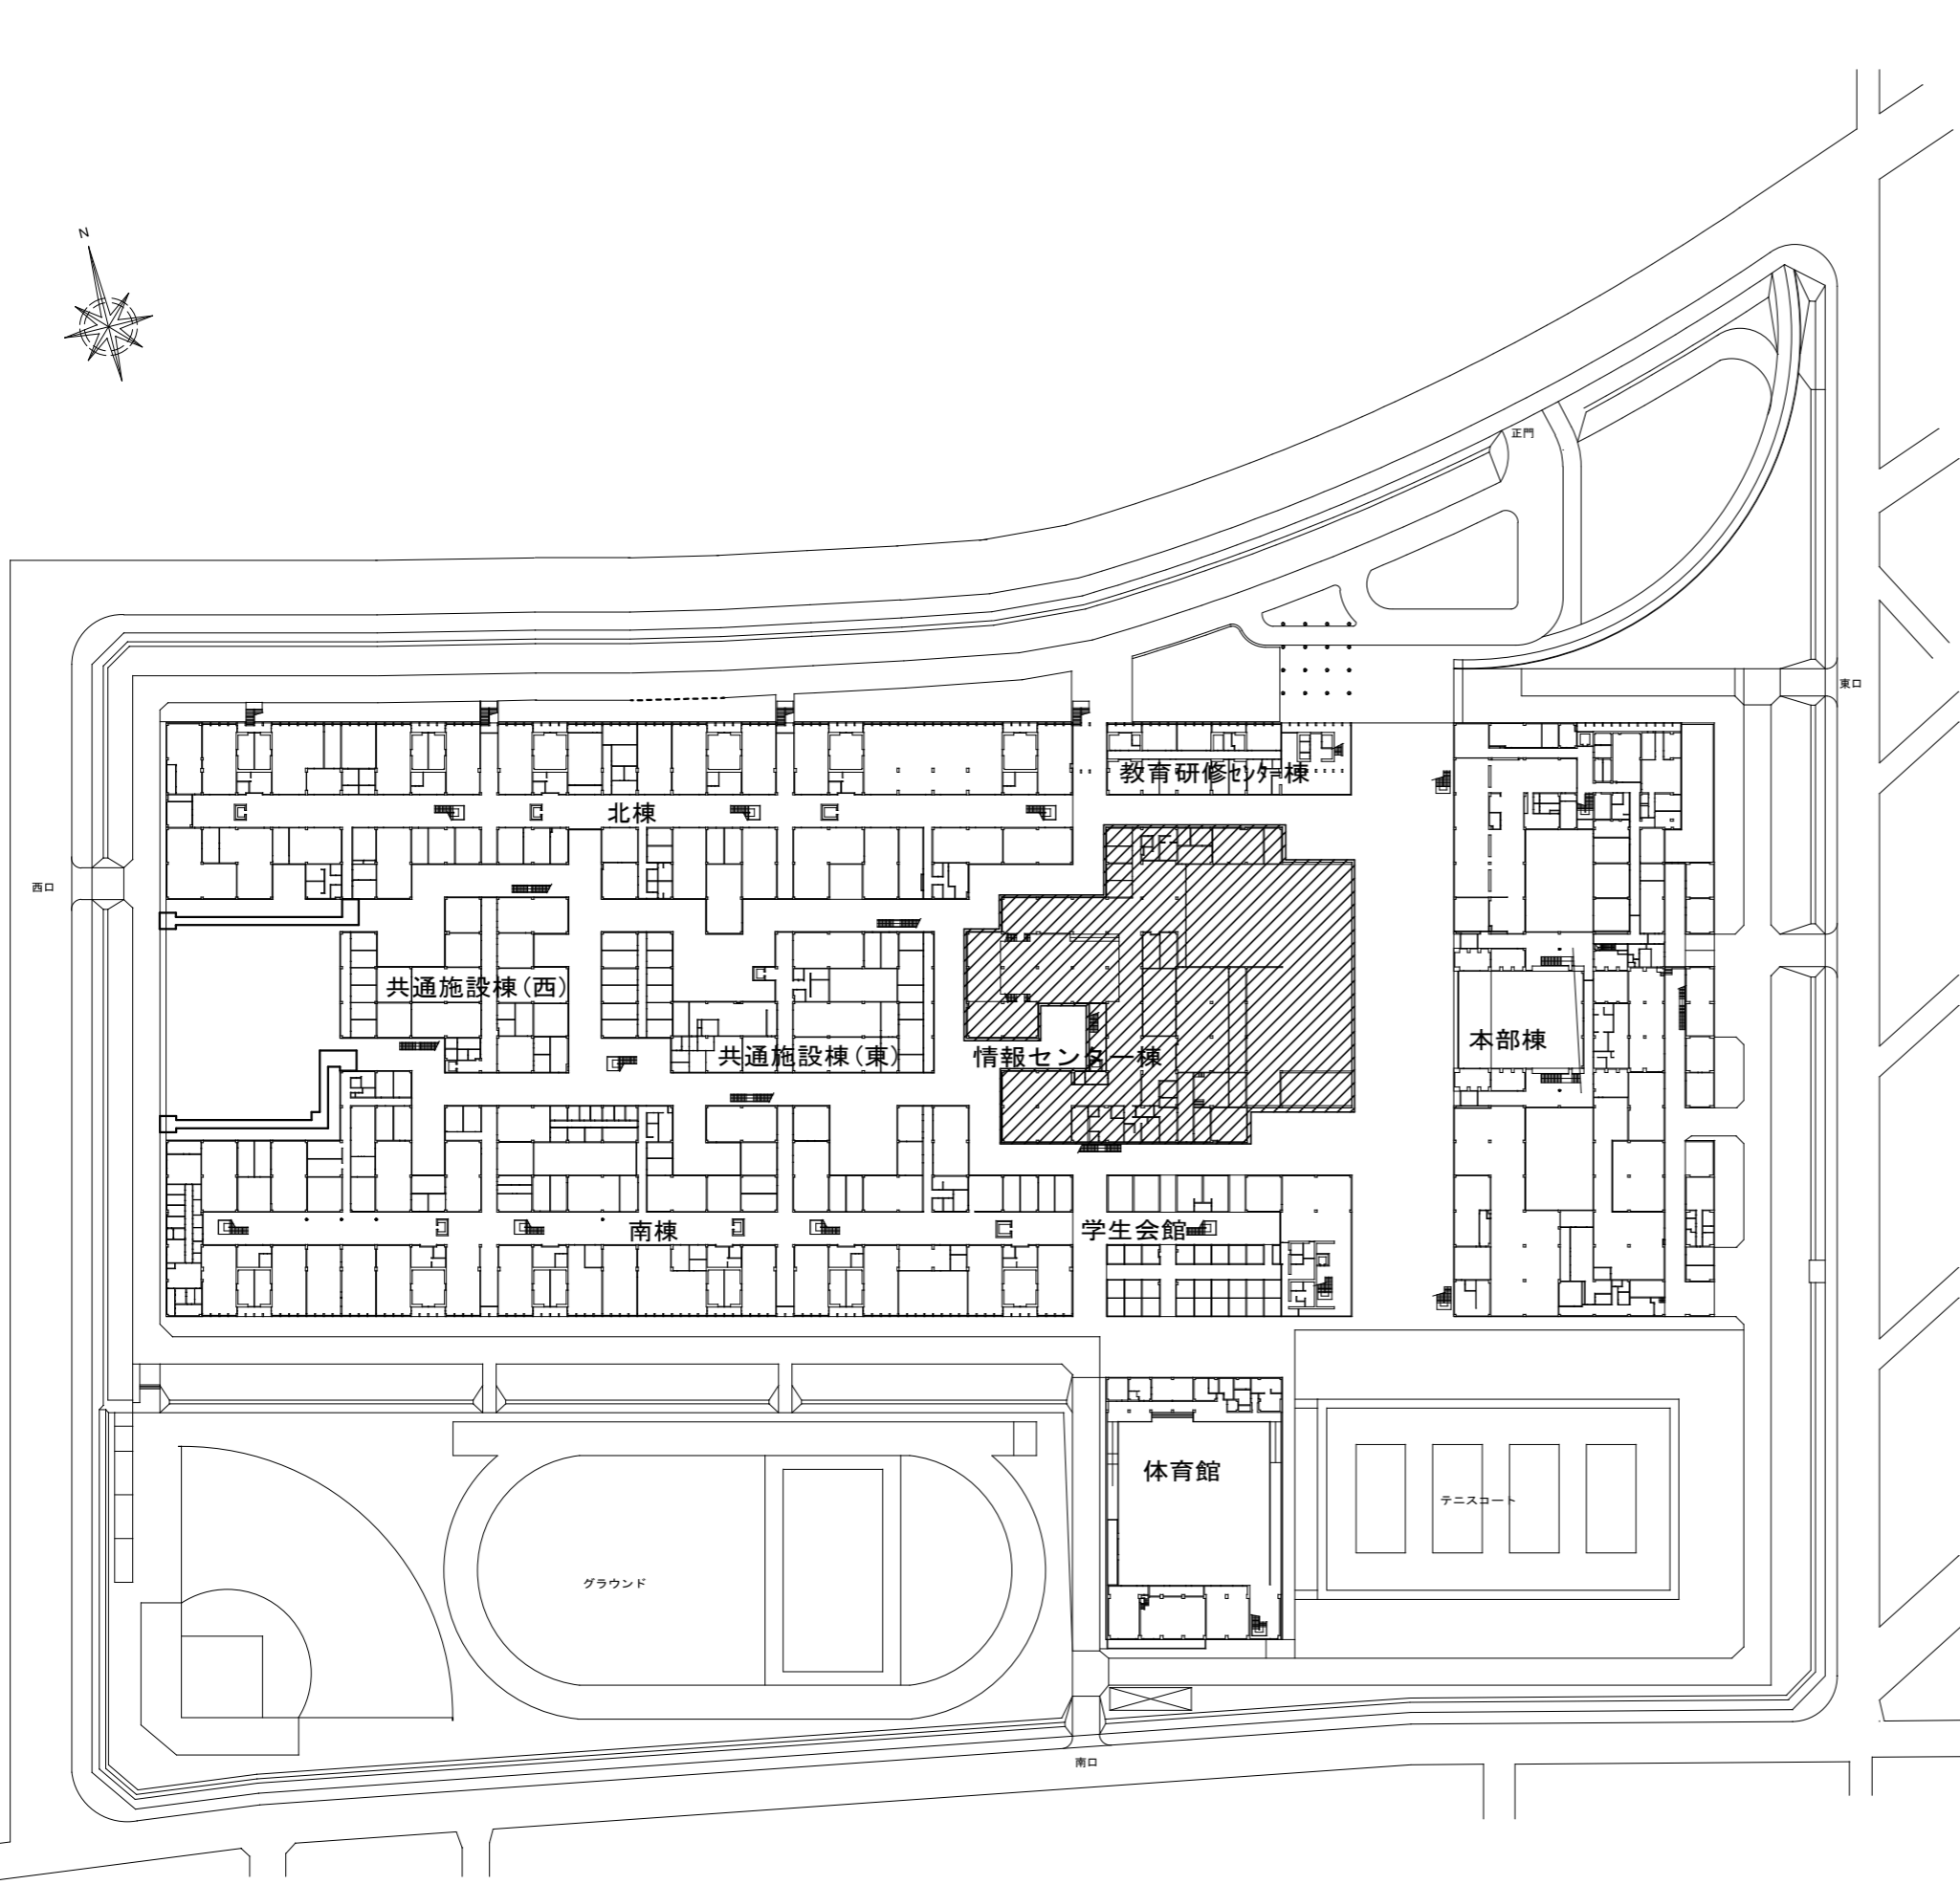 N
正門
東口
教育研修ｾﾝﾀｰ棟
北棟
西口
共通施設棟(西)
本部棟
共通施設棟(東)
情報センター棟
南棟
学生会館
体育館
テニスコート
グラウンド
南口